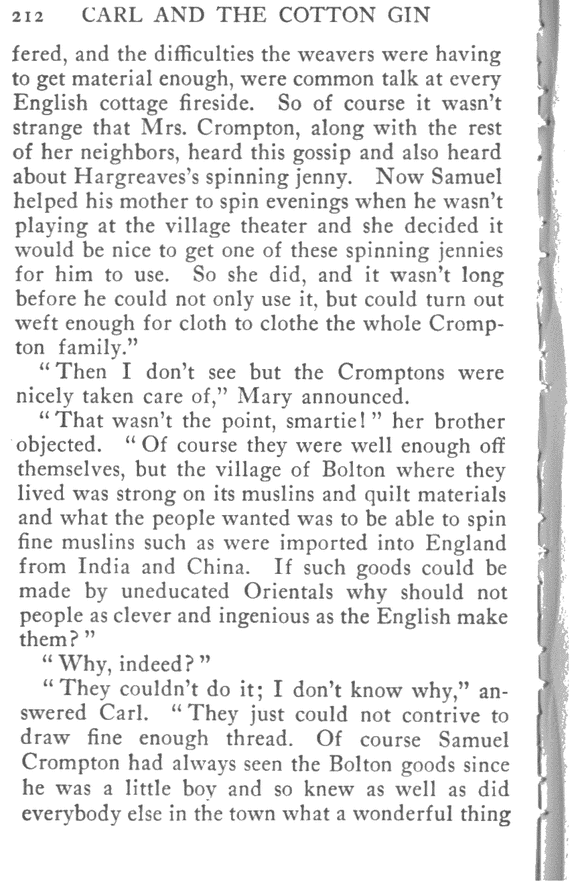 212 CARL AND THE COTTON GIN
fered, and the difficulties the weavers were having
to get material enough, were common talk at every
English cottage fireside. So of course it wasn't
strange that Mrs. Crompton, along with the rest
of her neighbors, heard this gossip and also heard
about Hargreaves's spinning jenny. Now Samuel
helped his mother to spin evenings when he wasn't
playing at the village theater and she decided it
would be nice to get one of these spinning jennies
for him to use. So she did, and it wasn't long
before he could not only use it, but could turn out
weft enough for cloth to clothe the whole Cromp-
ton family.”
“Then I don't see but the Cromptons were
nicely taken care of,” Mary announced.
“That wasn't the point, smartie!” her brother
objected. “Of course they were well enough off
themselves, but the village of Bolton where they
lived was strong on its muslins and quilt materials
and what the people wanted was to be able to spin
fine muslins such as were imported into England
from India and China. If such goods could be
made by uneducated Orientals why should not
people as clever and ingenious as the English make
them?”
“Why, indeed?”
“They couldn't do it; I don't know why,” an-
swered Carl. “They just could not contrive to
draw fine enough thread. Of course Samuel
Crompton had always seen the Bolton goods since
he was a little boy and so knew as well as did
everybody else in the town what a wonderful thing